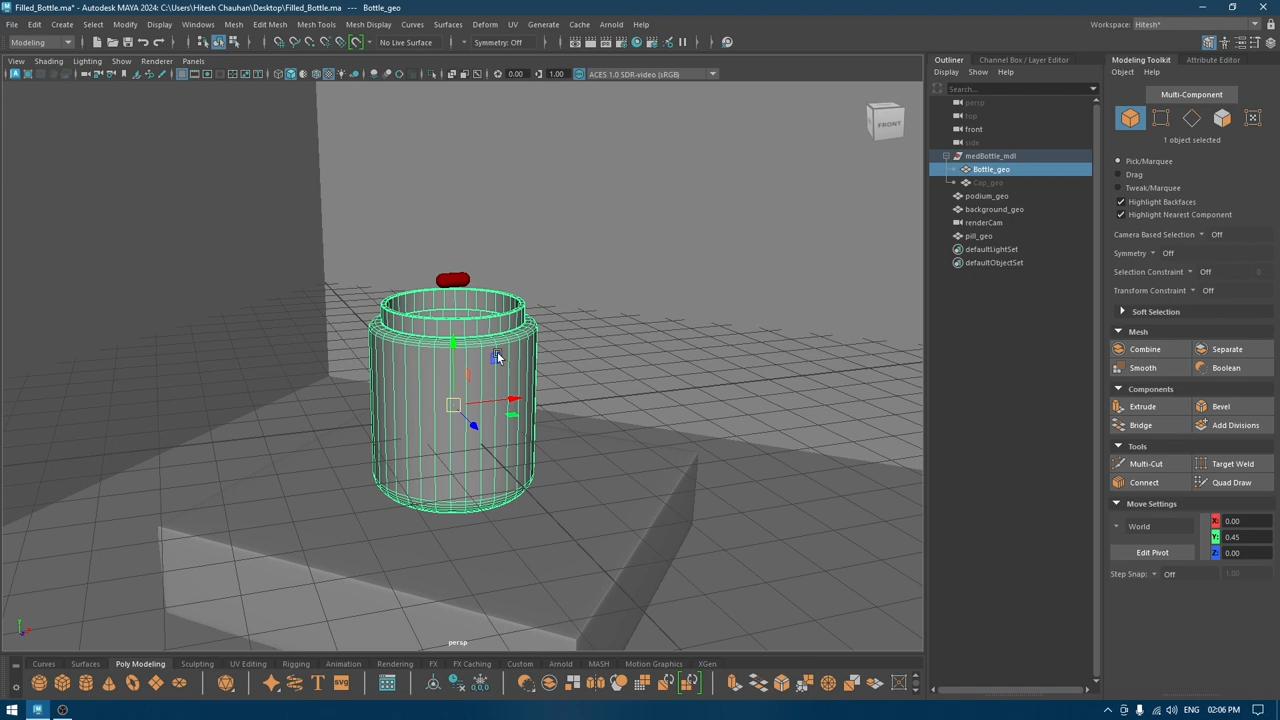 Filled_Bottle.ma* - Autodesk MAYA 2024: C:\Users\Hitesh Chauhan\Desktop\Filled_Bottle.ma --- Bottle_geo
File Edit Create Select Modify Display Windows Mesh Edit Mesh Mesh Tools Mesh Display Curves Surfaces Deform UV Generate Cache Arnold Help
Workspace: Hitesh*
Modeling
No Live Surface
Symmetry: Off
View Shading Lighting Show Renderer Panels
0.00
1.00
ACES 1.0 SDR-video (sRGB)
FRONT
persp
Outliner Channel Box / Layer Editor
Display Show Help
Search...
persp
top
front
side
medBottle_mdl
Bottle_geo
Cap_geo
podium_geo
background_geo
renderCam
pill_geo
defaultLightSet
defaultObjectSet
Modeling Toolkit Attribute Editor
Object Help
Multi-Component
1 object selected
Pick/Marquee
Drag
Tweak/Marquee
Highlight Backfaces
Highlight Nearest Component
Camera Based Selection Off
Symmetry Off
Selection Constraint Off 0
Transform Constraint Off
Soft Selection
Mesh
Combine Separate
Smooth Boolean
Components
Extrude Bevel
Bridge Add Divisions
Tools
Multi-Cut Target Weld
Connect Quad Draw
Move Settings
World
X: 0.00
Y: 0.45
Z: 0.00
Edit Pivot
Step Snap: Off 1.00
Curves Surfaces Poly Modeling Sculpting UV Editing Rigging Animation Rendering FX FX Caching Custom Arnold MASH Motion Graphics XGen
ENG 02:06 PM